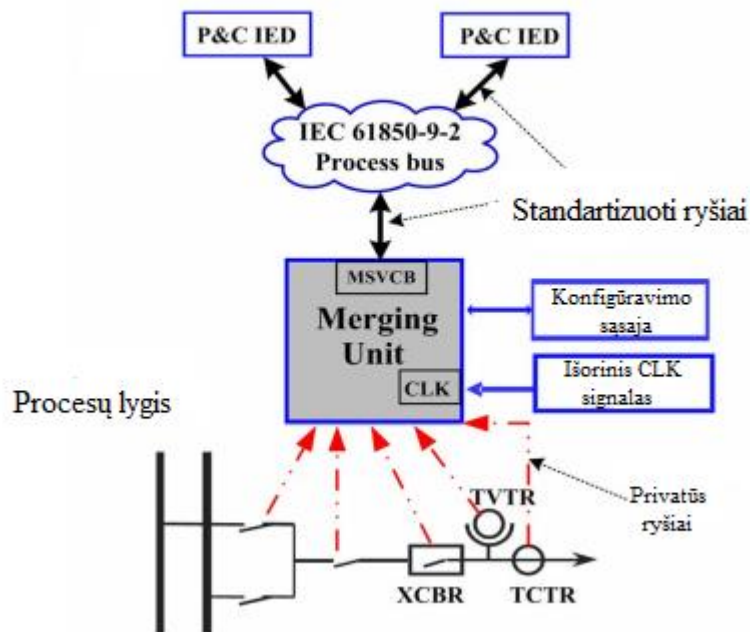 P&C IED
P&C IED
IEC 61850-9-2
Process bus
Standartizuoti ryšiai
MSVCB
Merging
Unit
CLK
Konfigūravimo
sąsaja
Išorinis CLK
signalas
Procesų lygis
Privatūs
ryšiai
TVTR
XCBR
TCTR